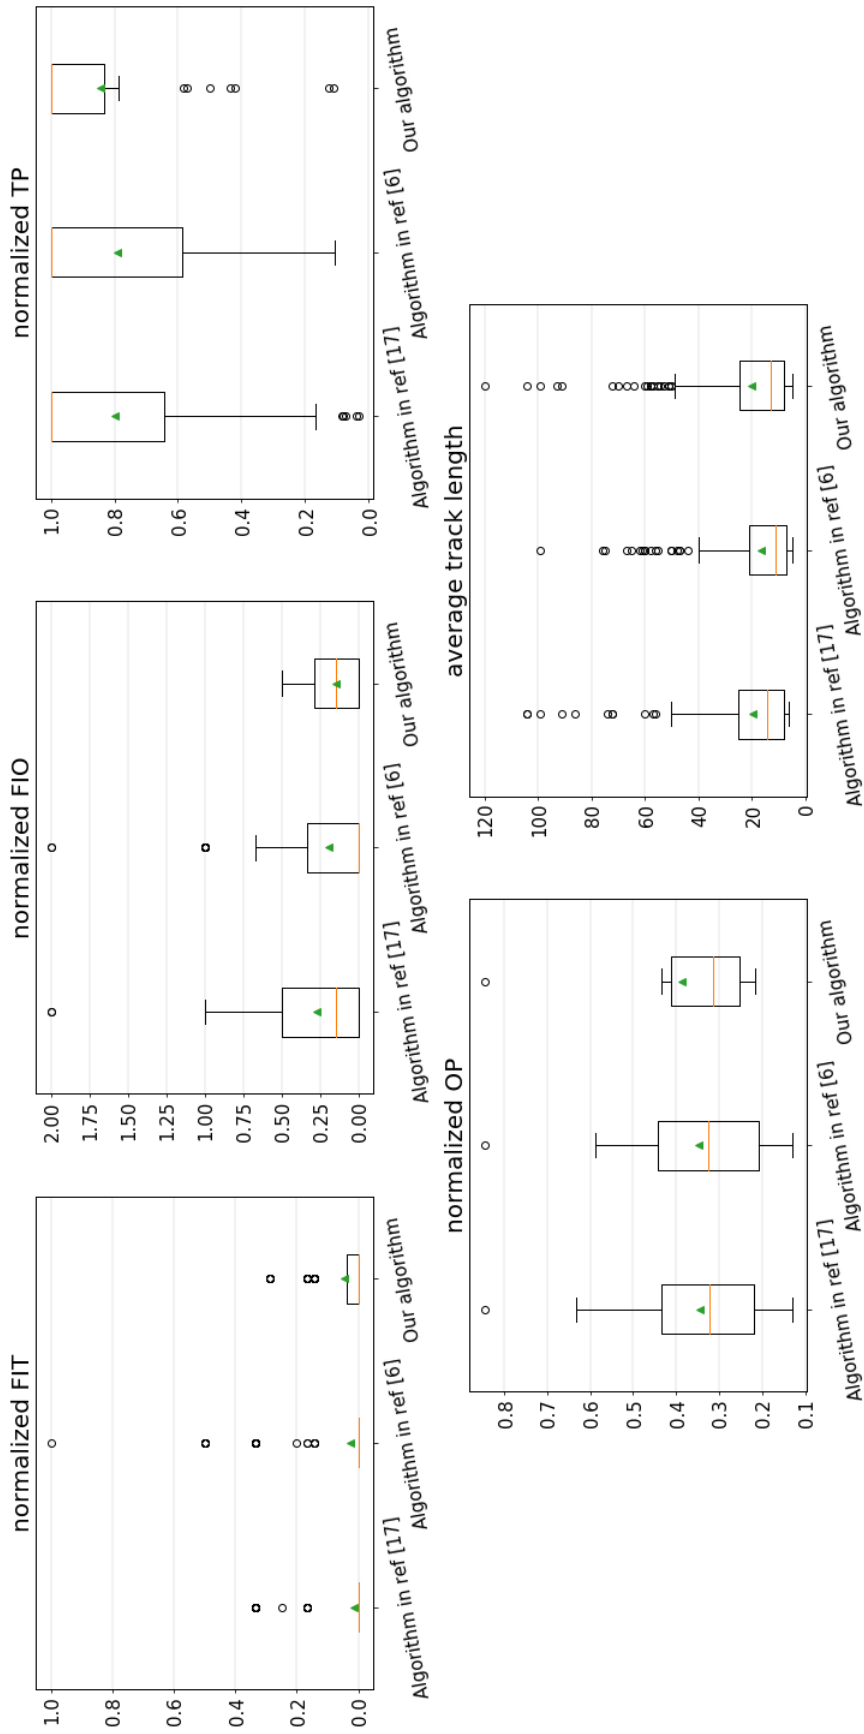 normalized FIT
1.0
0.8
0.6
0.4
0.2
0.0
Algorithm in ref [17]
Algorithm in ref [6]
Our algorithm
normalized FIO
2.00
1.75
1.50
1.25
1.00
0.75
0.50
0.25
0.00
Algorithm in ref [17]
Algorithm in ref [6]
Our algorithm
normalized TP
1.0
0.8
0.6
0.4
0.2
0.0
Algorithm in ref [17]
Algorithm in ref [6]
Our algorithm
normalized OP
0.8
0.7
0.6
0.5
0.4
0.3
0.2
0.1
Algorithm in ref [17]
Algorithm in ref [6]
Our algorithm
average track length
120
100
80
60
40
20
0
Algorithm in ref [17]
Algorithm in ref [6]
Our algorithm